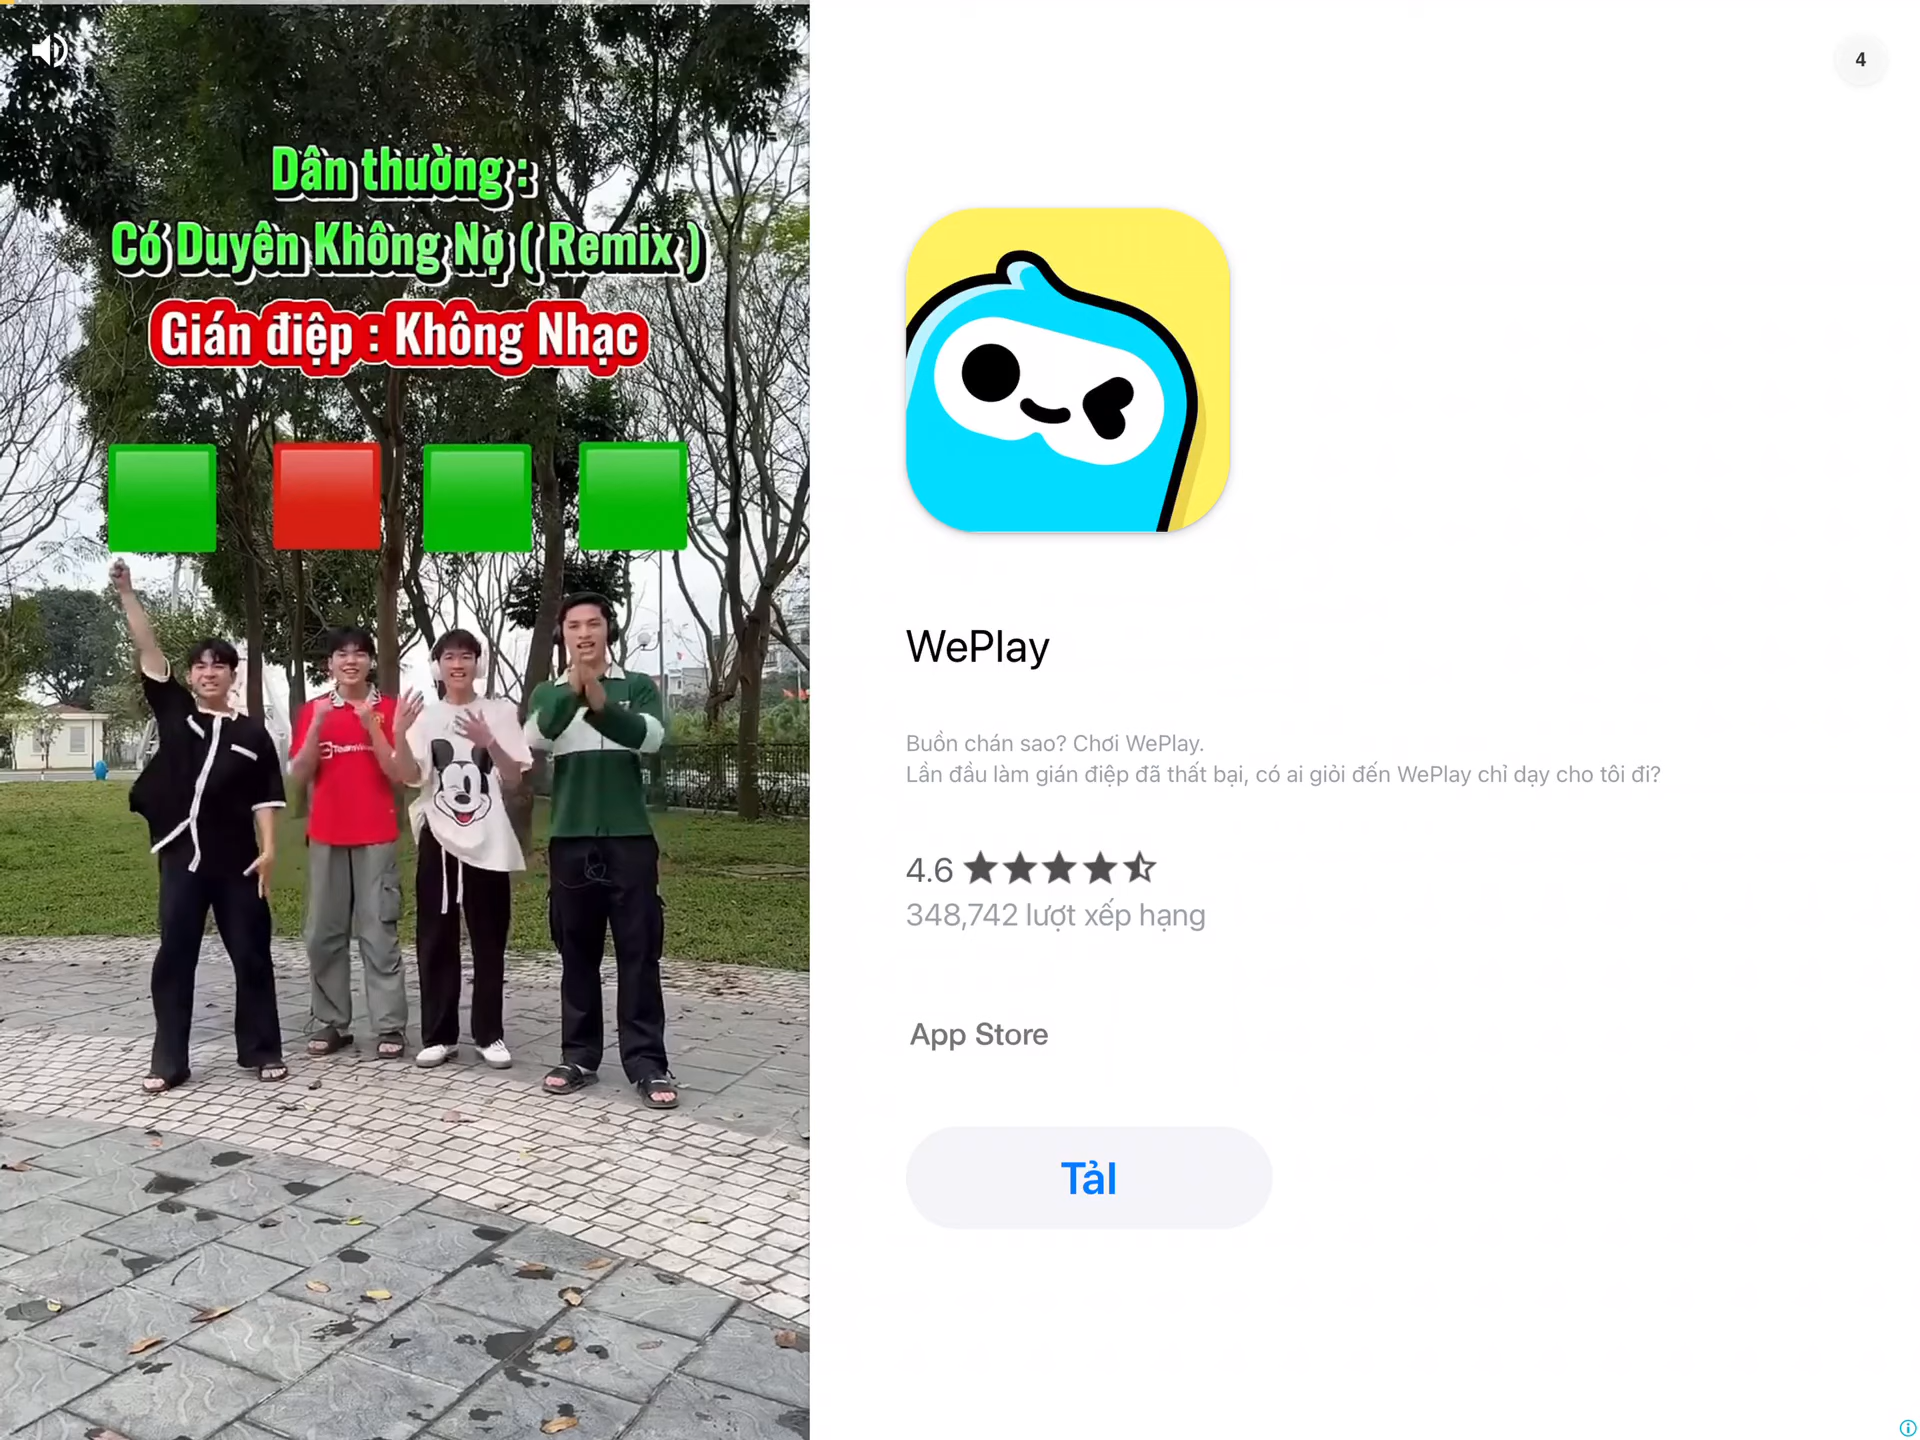 Dân thường :
Có Duyên Không Nợ ( Remix )
Gián điệp : Không Nhạc
TeamViewer
4
WePlay
Buồn chán sao? Chơi WePlay.
Lần đầu làm gián điệp đã thất bại, có ai giỏi đến WePlay chỉ dạy cho tôi đi?
4.6
348,742 lượt xếp hạng
App Store
TảI